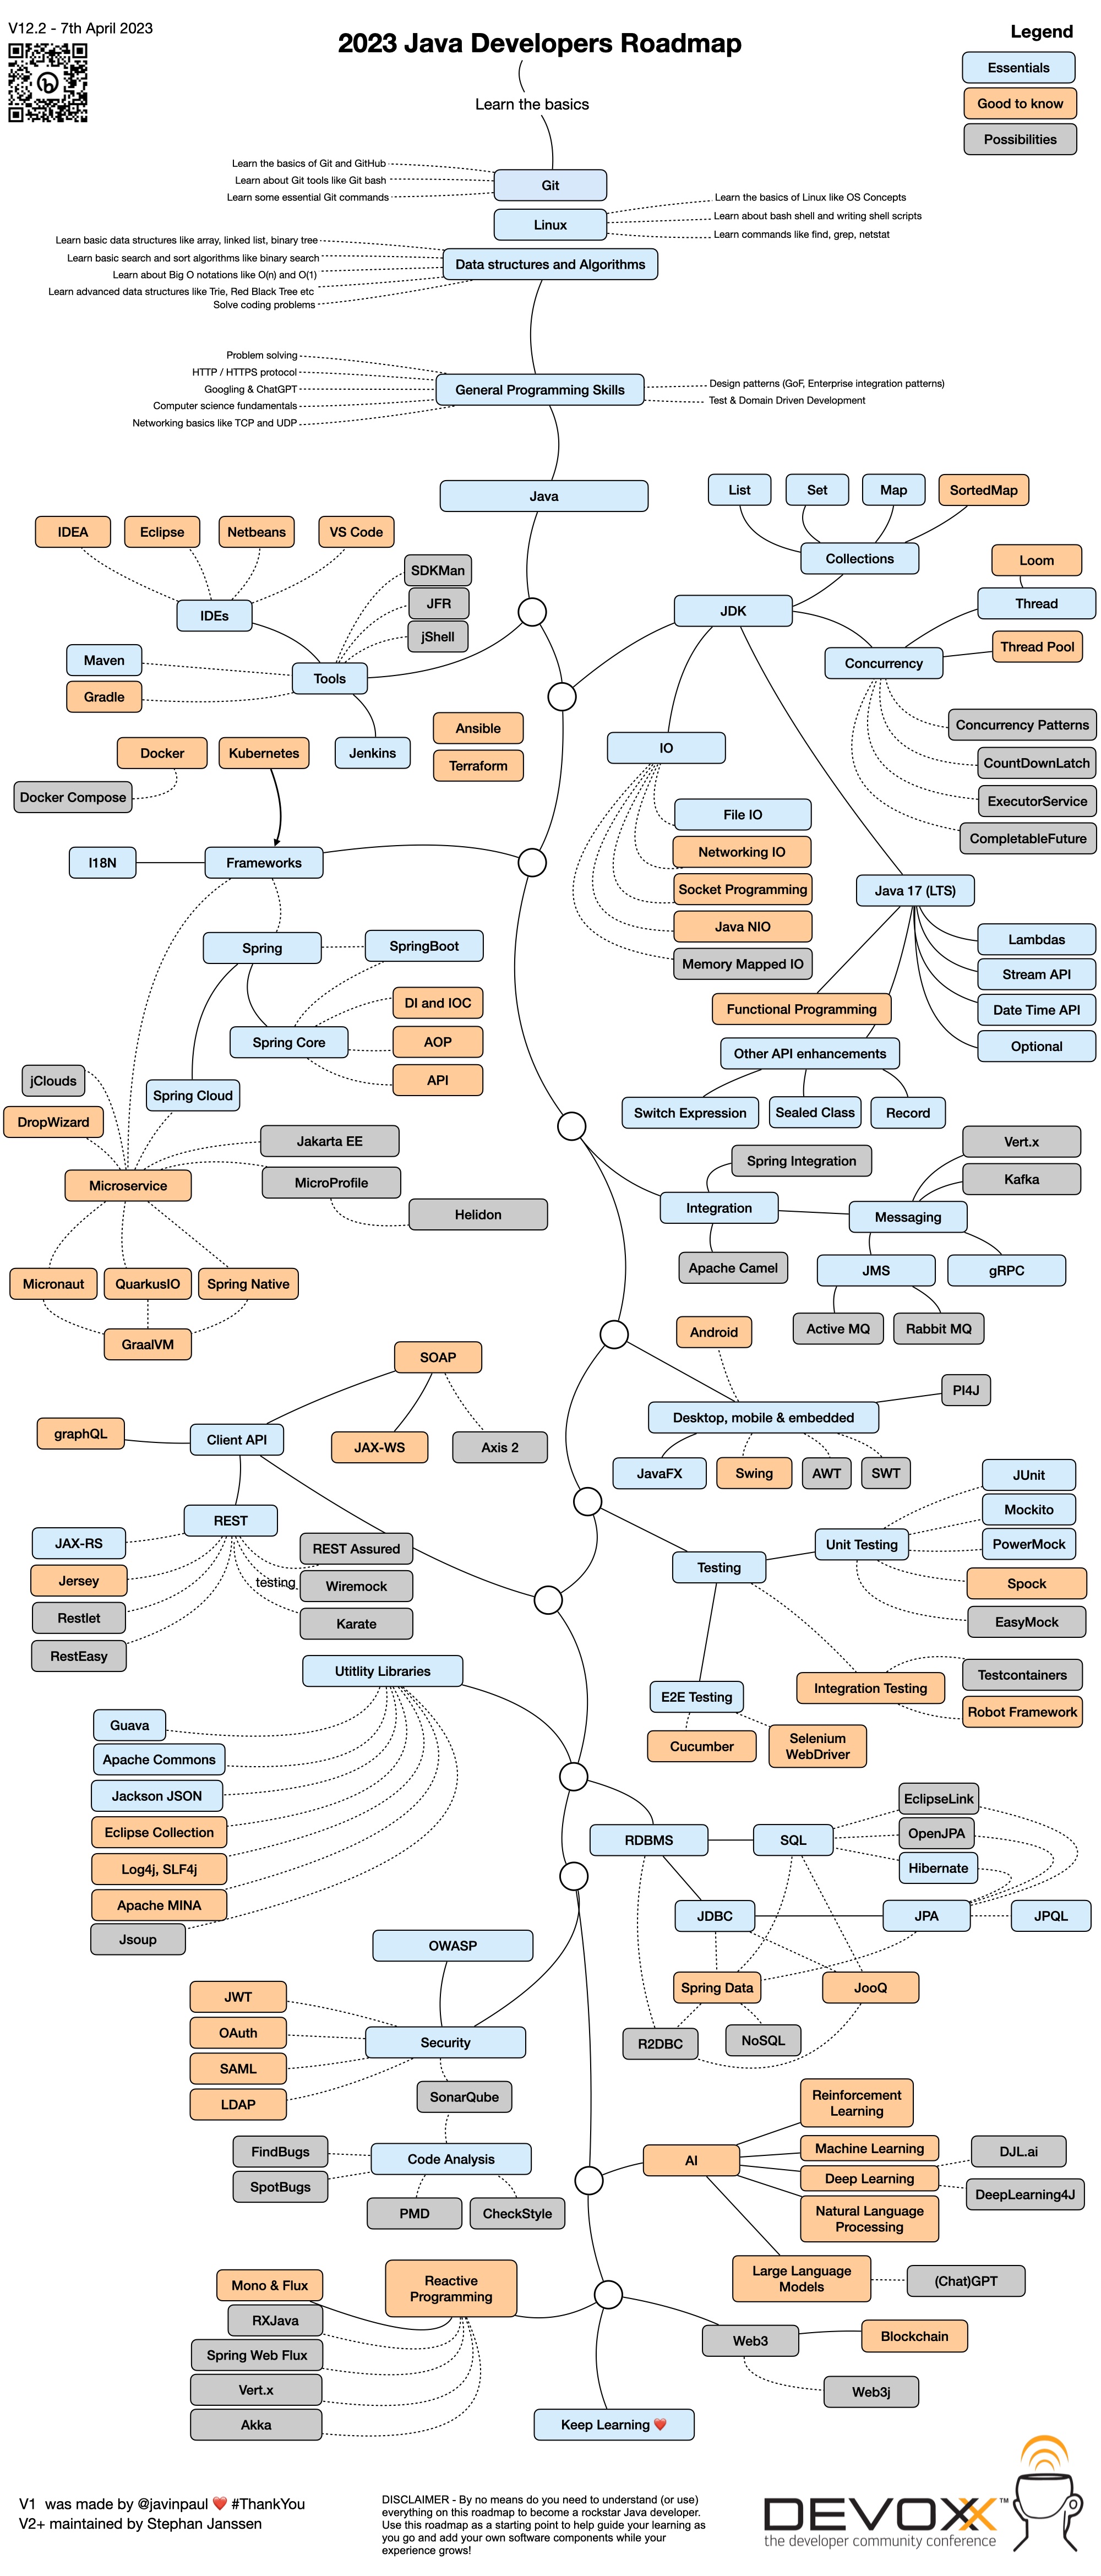 V12.2 - 7th April 2023
2023 Java Developers Roadmap
Legend
Essentials
Good to know
Possibilities
Learn the basics
Learn the basics of Git and GitHub
Learn about Git tools like Git bash
Learn some essential Git commands
Git
Linux
Learn the basics of Linux like OS Concepts
Learn about bash shell and writing shell scripts
Learn commands like find, grep, netstat
Learn basic data structures like array, linked list, binary tree
Learn basic search and sort algorithms like binary search
Learn about Big O notations like O(n) and O(1)
Learn advanced data structures like Trie, Red Black Tree etc
Solve coding problems
Data structures and Algorithms
Problem solving
HTTP / HTTPS protocol
Googling & ChatGPT
Computer science fundamentals
Networking basics like TCP and UDP
General Programming Skills
Design patterns (GoF, Enterprise integration patterns)
Test & Domain Driven Development
Java
List
Set
Map
SortedMap
Collections
IDEA
Eclipse
Netbeans
VS Code
IDEs
SDKMan
JFR
jShell
Maven
Gradle
Tools
Jenkins
Ansible
Terraform
Docker
Kubernetes
Docker Compose
JDK
Loom
Thread
Thread Pool
Concurrency
Concurrency Patterns
CountDownLatch
ExecutorService
CompletableFuture
IO
File IO
Networking IO
Socket Programming
Java NIO
Memory Mapped IO
Java 17 (LTS)
Lambdas
Stream API
Date Time API
Optional
Functional Programming
Other API enhancements
Switch Expression
Sealed Class
Record
I18N
Frameworks
Spring
SpringBoot
DI and IOC
AOP
API
Spring Core
Spring Cloud
jClouds
DropWizard
Microservice
Jakarta EE
MicroProfile
Helidon
Micronaut
QuarkusIO
Spring Native
GraalVM
Spring Integration
Integration
Apache Camel
Vert.x
Kafka
Messaging
JMS
gRPC
Active MQ
Rabbit MQ
Android
PI4J
Desktop, mobile & embedded
JavaFX
Swing
AWT
SWT
SOAP
JAX-WS
Axis 2
graphQL
Client API
REST
JAX-RS
Jersey
Restlet
RestEasy
REST Assured
testing
Wiremock
Karate
JUnit
Mockito
PowerMock
Spock
EasyMock
Unit Testing
Testing
E2E Testing
Cucumber
Selenium
WebDriver
Integration Testing
Testcontainers
Robot Framework
Utitlity Libraries
Guava
Apache Commons
Jackson JSON
Eclipse Collection
Log4j, SLF4j
Apache MINA
Jsoup
RDBMS
SQL
EclipseLink
OpenJPA
Hibernate
JDBC
JPA
JPQL
Spring Data
JooQ
R2DBC
NoSQL
OWASP
JWT
OAuth
SAML
LDAP
Security
SonarQube
FindBugs
SpotBugs
Code Analysis
PMD
CheckStyle
AI
Reinforcement
Learning
Machine Learning
Deep Learning
Natural Language
Processing
DJL.ai
DeepLearning4J
Large Language
Models
(Chat)GPT
Mono & Flux
RXJava
Spring Web Flux
Vert.x
Akka
Reactive
Programming
Web3
Blockchain
Web3j
Keep Learning ❤️
V1 was made by @javinpaul ❤️ #ThankYou
V2+ maintained by Stephan Janssen
DISCLAIMER - By no means do you need to understand (or use)
everything on this roadmap to become a rockstar Java developer.
Use this roadmap as a starting point to help guide your learning as
you go and add your own software components while your
experience grows!
DEVOXX™
the developer community conference